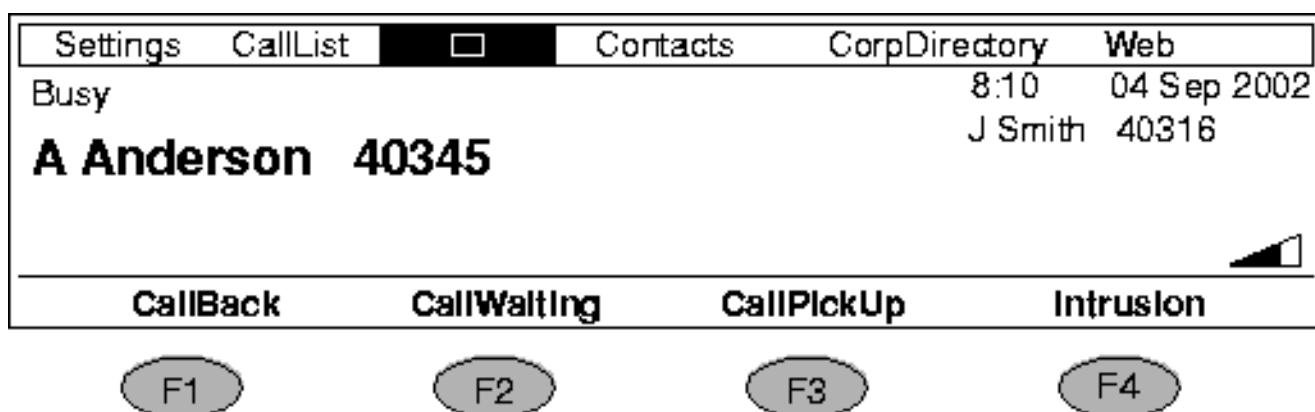 Settings CallList Contacts CorpDirectory Web
Busy 8:10 04 Sep 2002
J Smith 40316
A Anderson 40345
CallBack CallWaiting CallPickUp Intrusion
F1 F2 F3 F4